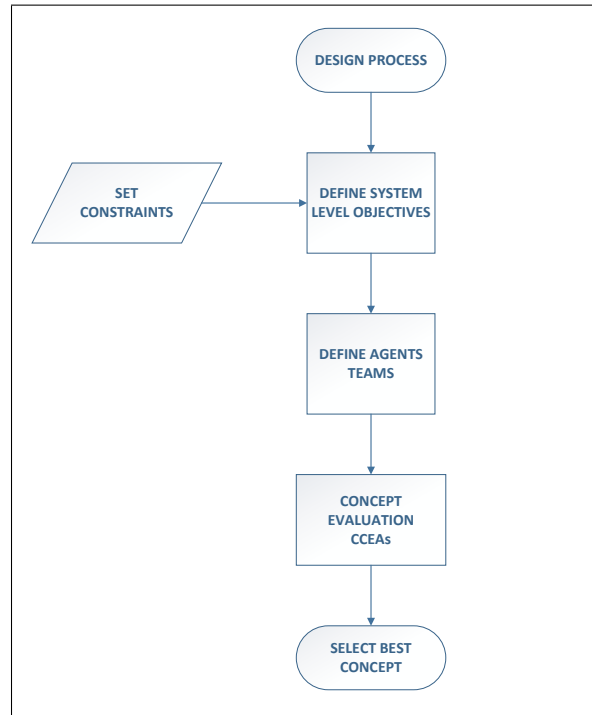 DESIGN PROCESS
SET
CONSTRAINTS
DEFINE SYSTEM
LEVEL OBJECTIVES
DEFINE AGENTS
TEAMS
CONCEPT
EVALUATION
CCEAs
SELECT BEST
CONCEPT